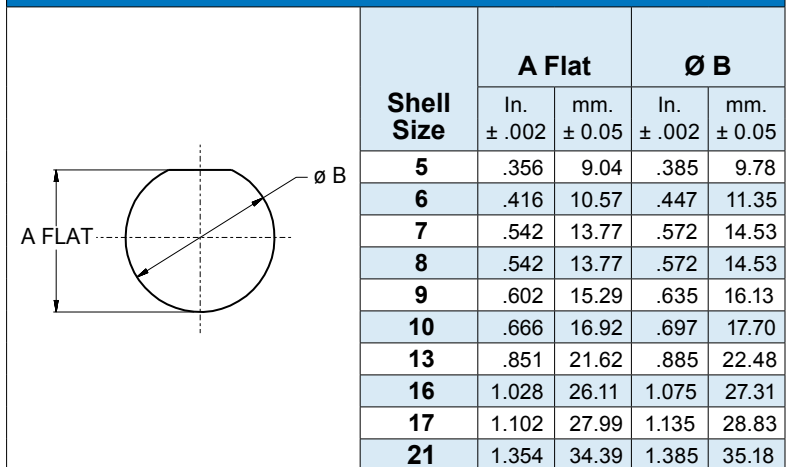 A FLAT
ø B
A Flat Ø B
Shell Size In. ± .002 mm. ± 0.05 In. ± .002 mm. ± 0.05
5 .356 9.04 .385 9.78
6 .416 10.57 .447 11.35
7 .542 13.77 .572 14.53
8 .542 13.77 .572 14.53
9 .602 15.29 .635 16.13
10 .666 16.92 .697 17.70
13 .851 21.62 .885 22.48
16 1.028 26.11 1.075 27.31
17 1.102 27.99 1.135 28.83
21 1.354 34.39 1.385 35.18